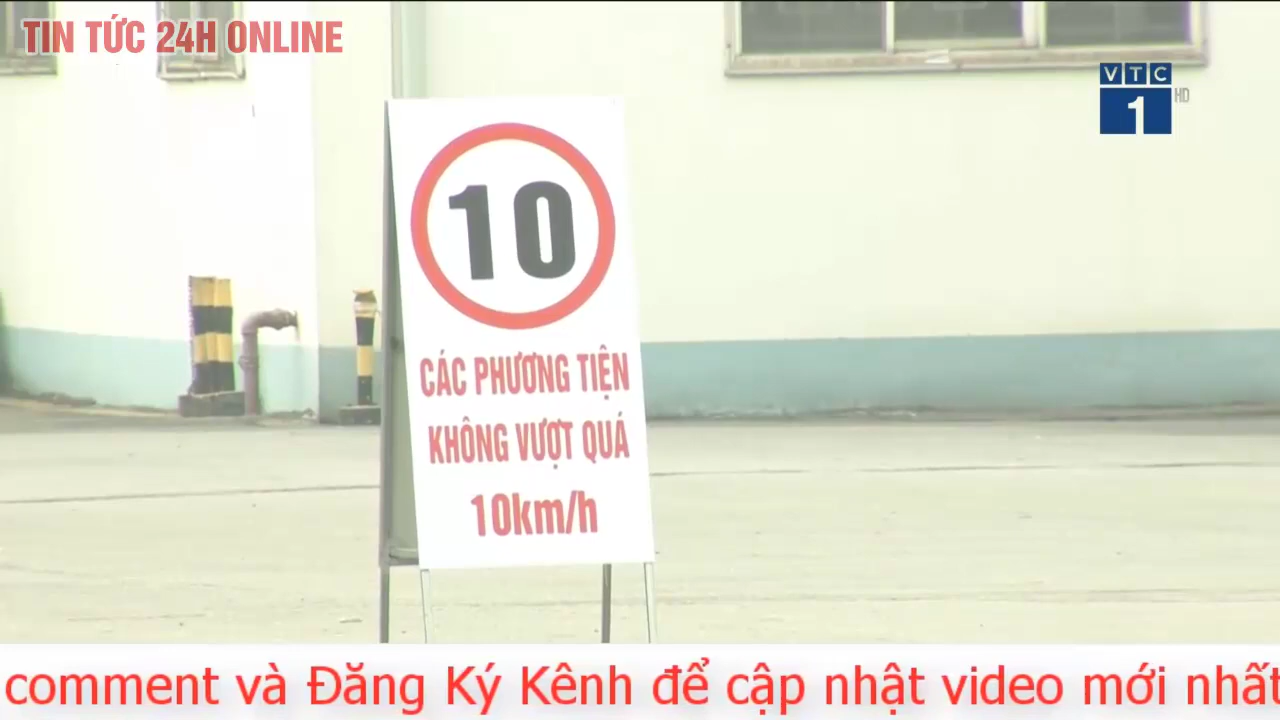 TIN TỨC 24H ONLINE
VTC
1
HD
10
CÁC PHƯƠNG TIỆN
KHÔNG VƯỢT QUÁ
10km/h
comment và Đăng Ký Kênh để cập nhật video mới nhất